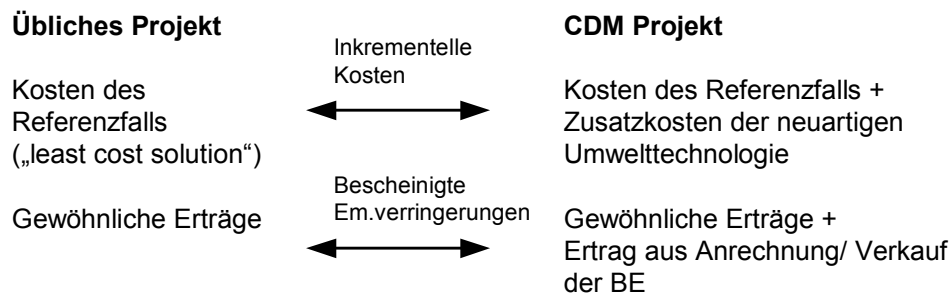 Übliches Projekt
Inkrementelle
Kosten
CDM Projekt
Kosten des
Referenzfalls
(„least cost solution“)
Kosten des Referenzfalls +
Zusatzkosten der neuartigen
Umwelttechnologie
Bescheinigte
Em.verringerungen
Gewöhnliche Erträge
Gewöhnliche Erträge +
Ertrag aus Anrechnung/ Verkauf
der BE